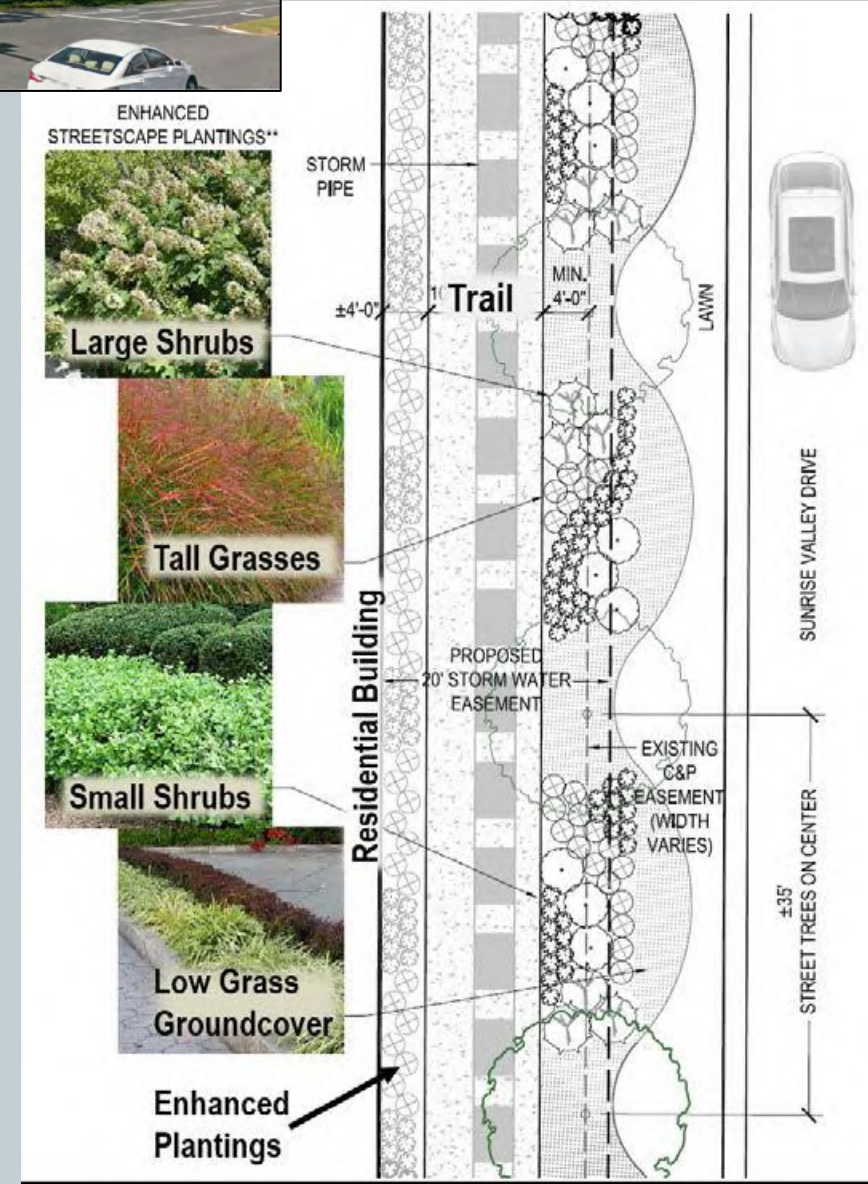 ENHANCED
STREETSCAPE PLANTINGS**
STORM
PIPE
±4'-0"
Trail
MIN.
4'-0"
LAWN
Large Shrubs
Tall Grasses
SUNRISE VALLEY DRIVE
Residential Building
PROPOSED
20' STORM WATER
EASEMENT
EXISTING
C&P
EASEMENT
(WIDTH
VARIES)
Small Shrubs
±35'
STREET TREES ON CENTER
Low Grass
Groundcover
Enhanced
Plantings